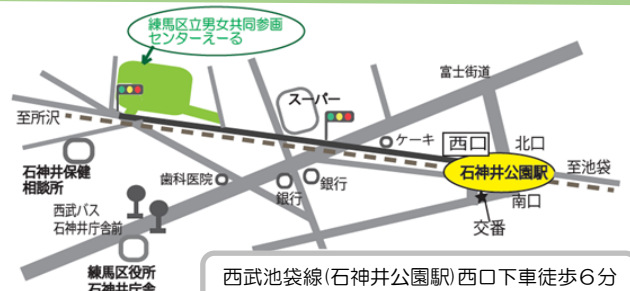 練馬区立男女共同参画
センターえーる
富士街道
スーパー
至所沢
ケーキ
西口
北口
石神井公園駅
至池袋
石神井保健
相談所
歯科医院
銀行
銀行
南口
交番
西武バス
石神井庁舎前
練馬区役所
石神井庁舎
西武池袋線(石神井公園駅)西口下車徒歩6分